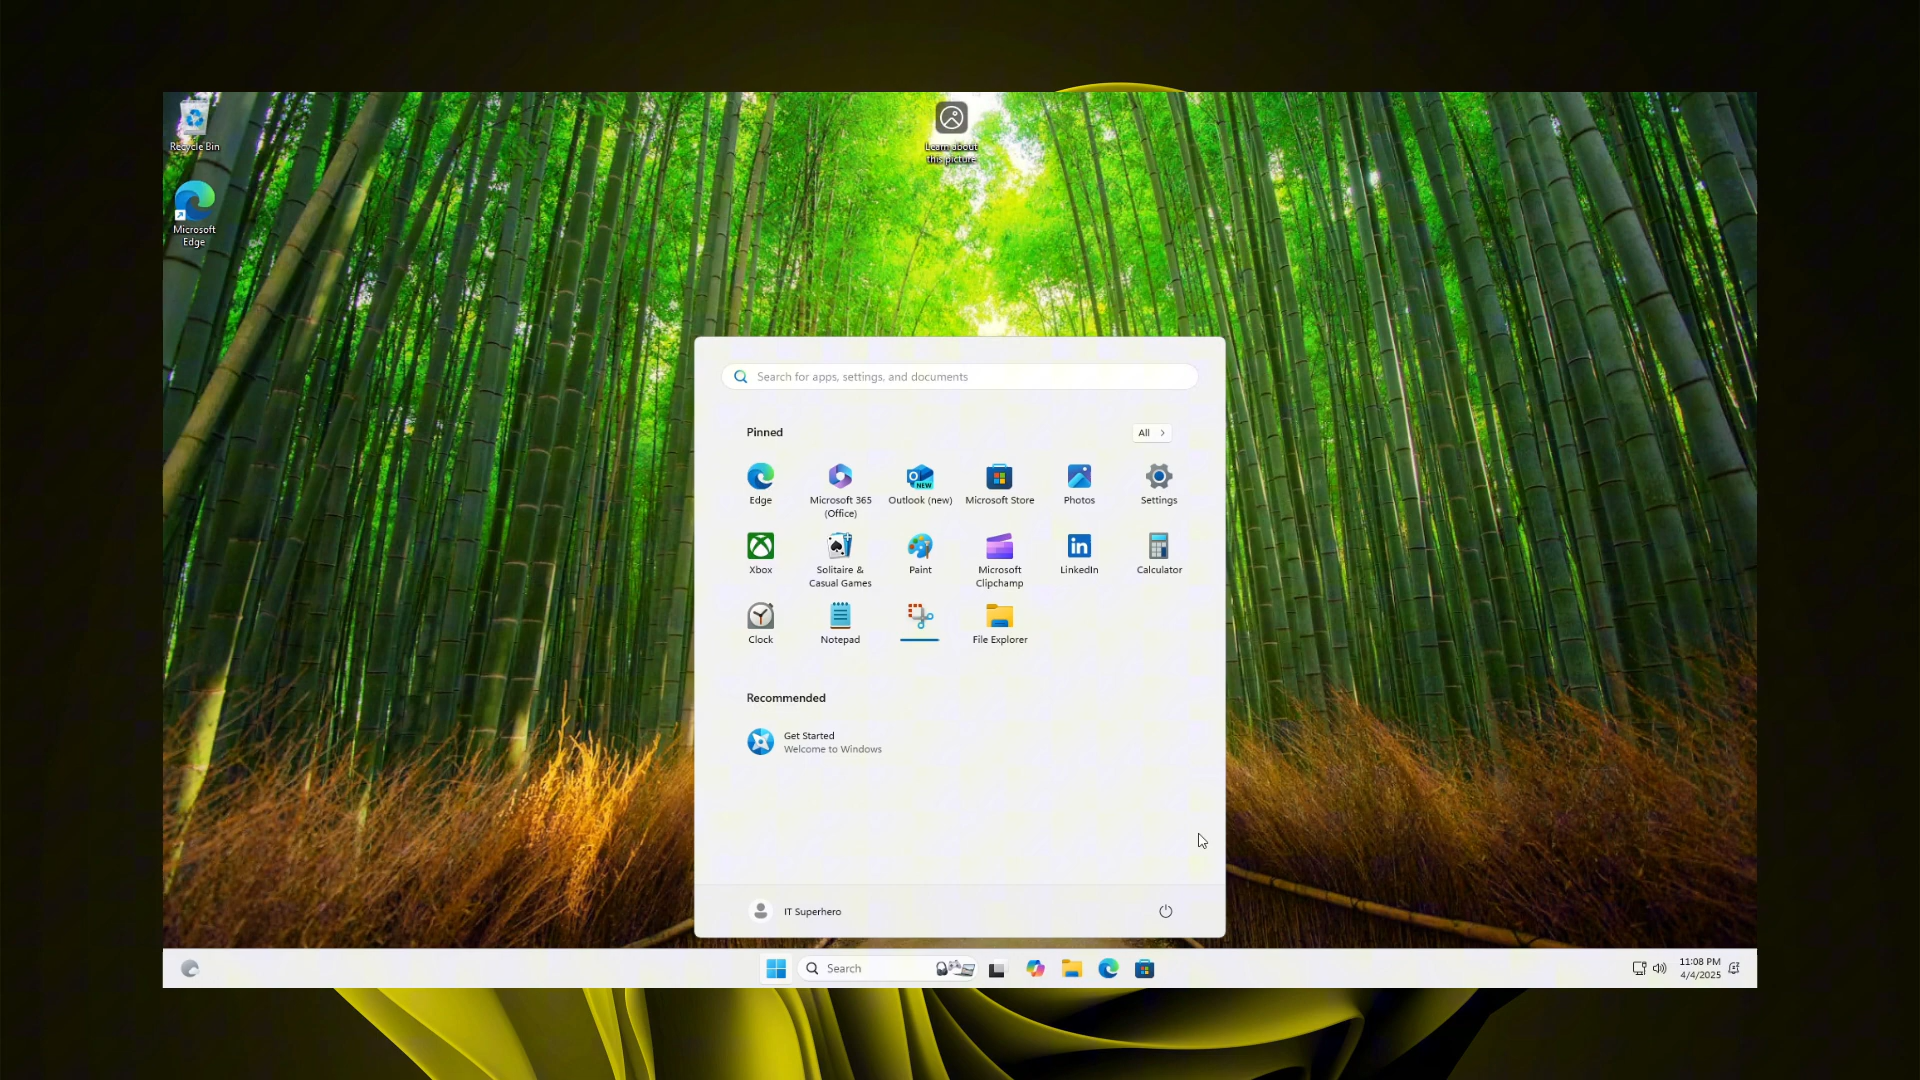 Recycle Bin
Learn about
this picture
Microsoft
Edge
Search for apps, settings, and documents
Pinned
All
Edge
Microsoft 365
(Office)
Outlook (new)
Microsoft Store
Photos
Settings
Xbox
Solitaire &
Casual Games
Paint
Microsoft
Clipchamp
LinkedIn
Calculator
Clock
Notepad
File Explorer
Recommended
Get Started
Welcome to Windows
IT Superhero
Search
11:08 PM
4/4/2025